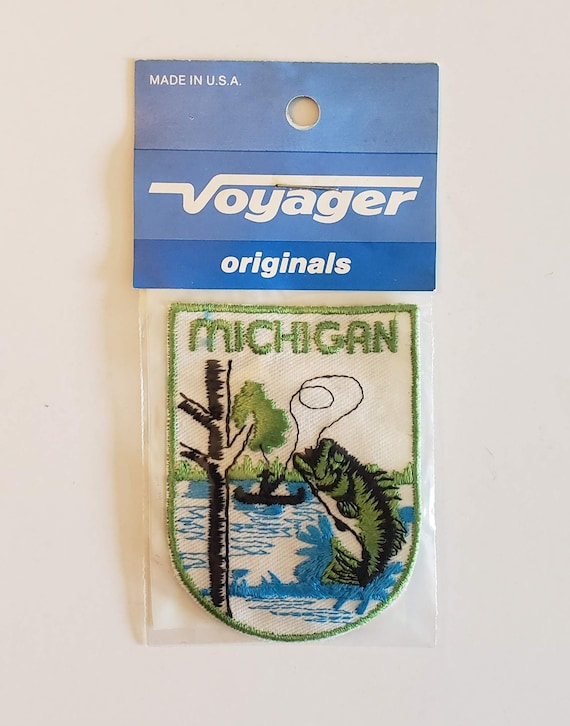 MADE IN U.S.A.
Voyager
originals
MICHIGAN